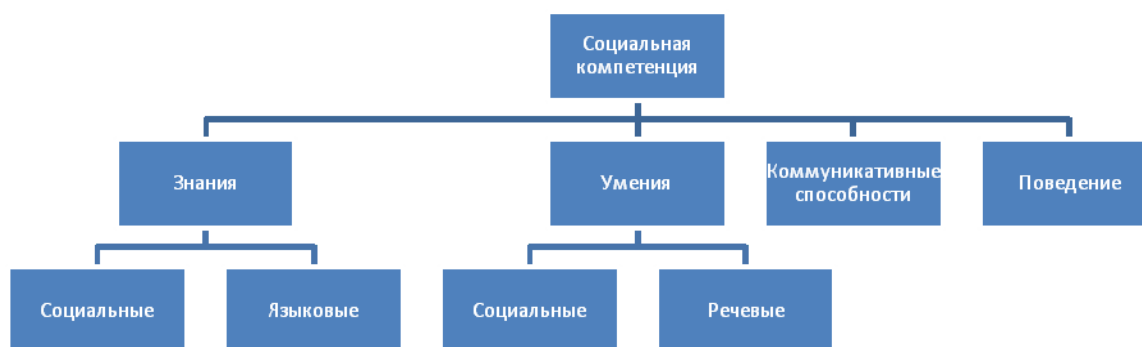 Социальная
компетенция
Знания
Умения
Коммуникативные
способности
Поведение
Социальные
Языковые
Социальные
Речевые